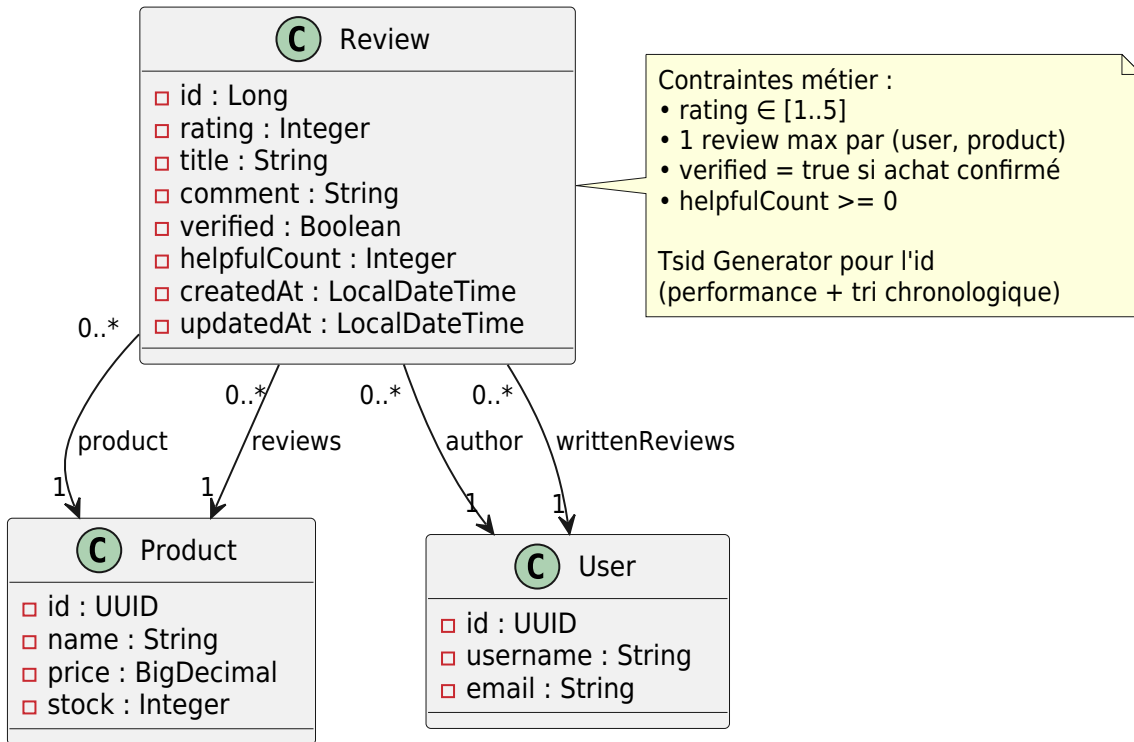 C Review
id : Long
rating : Integer
title : String
comment : String
verified : Boolean
helpfulCount : Integer
createdAt : LocalDateTime
updatedAt : LocalDateTime
Contraintes métier :
• rating ∈ [1..5]
• 1 review max par (user, product)
• verified = true si achat confirmé
• helpfulCount >= 0
Tsid Generator pour l'id
(performance + tri chronologique)
0..*
product
1
0..*
reviews
1
0..*
author
1
0..*
writtenReviews
1
C Product
id : UUID
name : String
price : BigDecimal
stock : Integer
C User
id : UUID
username : String
email : String